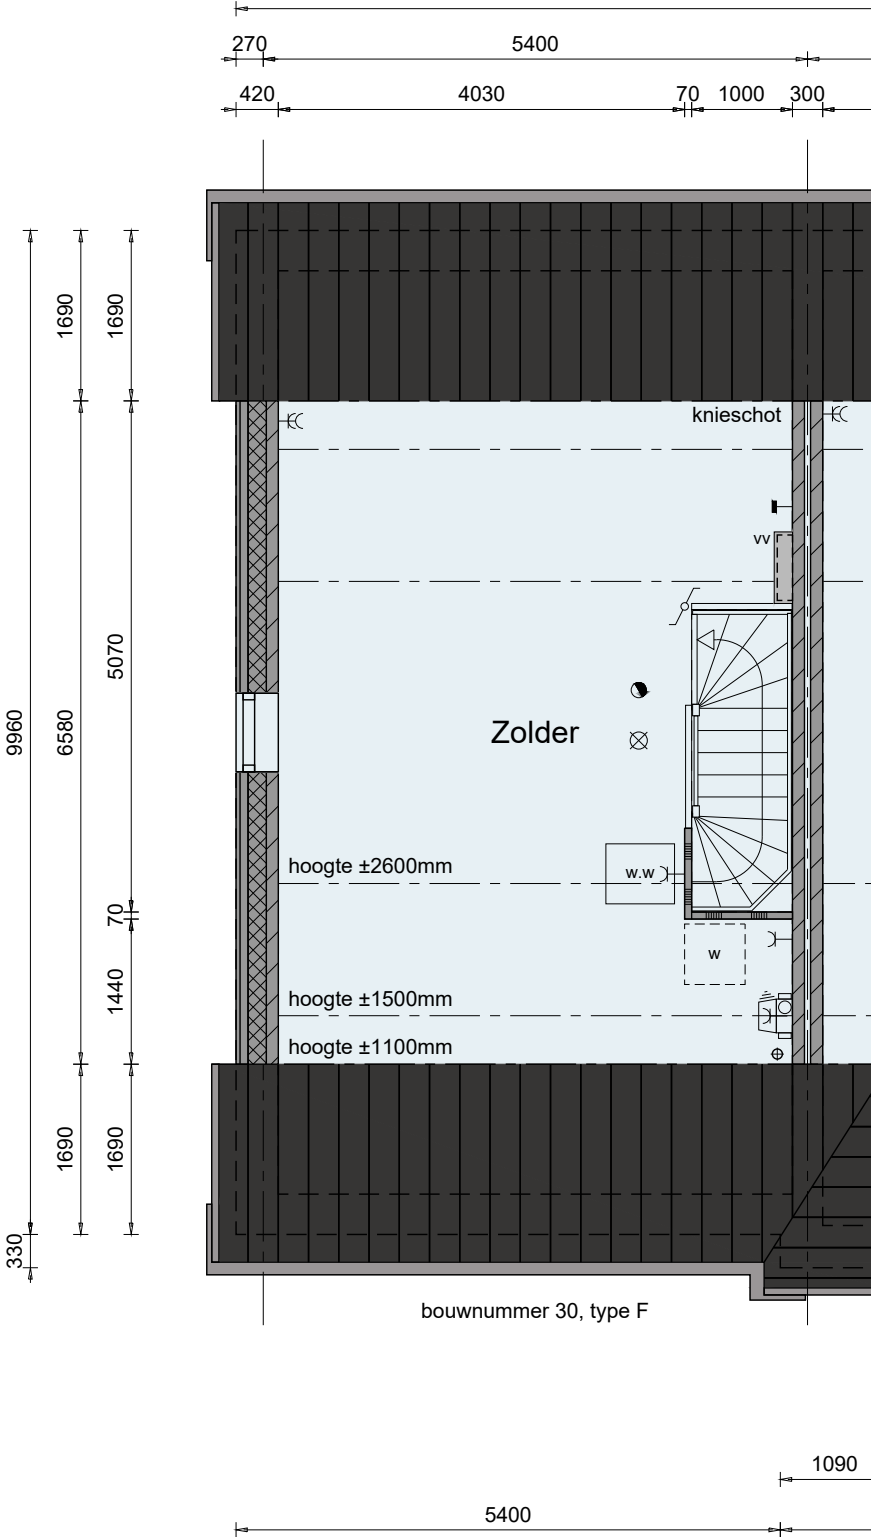 270 5400
420 4030 70 1000 300
1690 1690
knieschot
vv
5070
9960 6580
Zolder
hoogte ±2600mm
w.w
70
w
1440
hoogte ±1500mm
hoogte ±1100mm
1690 1690
330
bouwnummer 30, type F
1090
5400